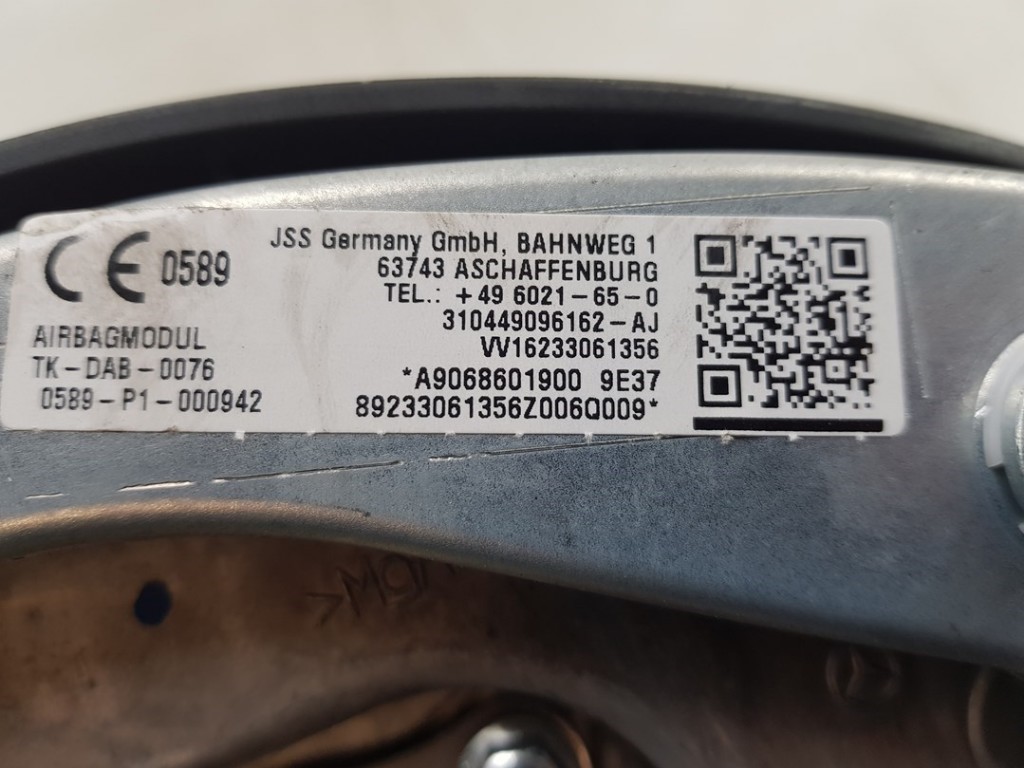 CE 0589
AIRBAGMODUL
TK-DAB-0076
0589-P1-000942
JSS Germany GmbH, BAHNWEG 1
63743 ASCHAFFENBURG
TEL.: +49 6021-65-0
310449096162-AJ
VV16233061356
*A9068601900 9E37
89233061356Z006Q009*